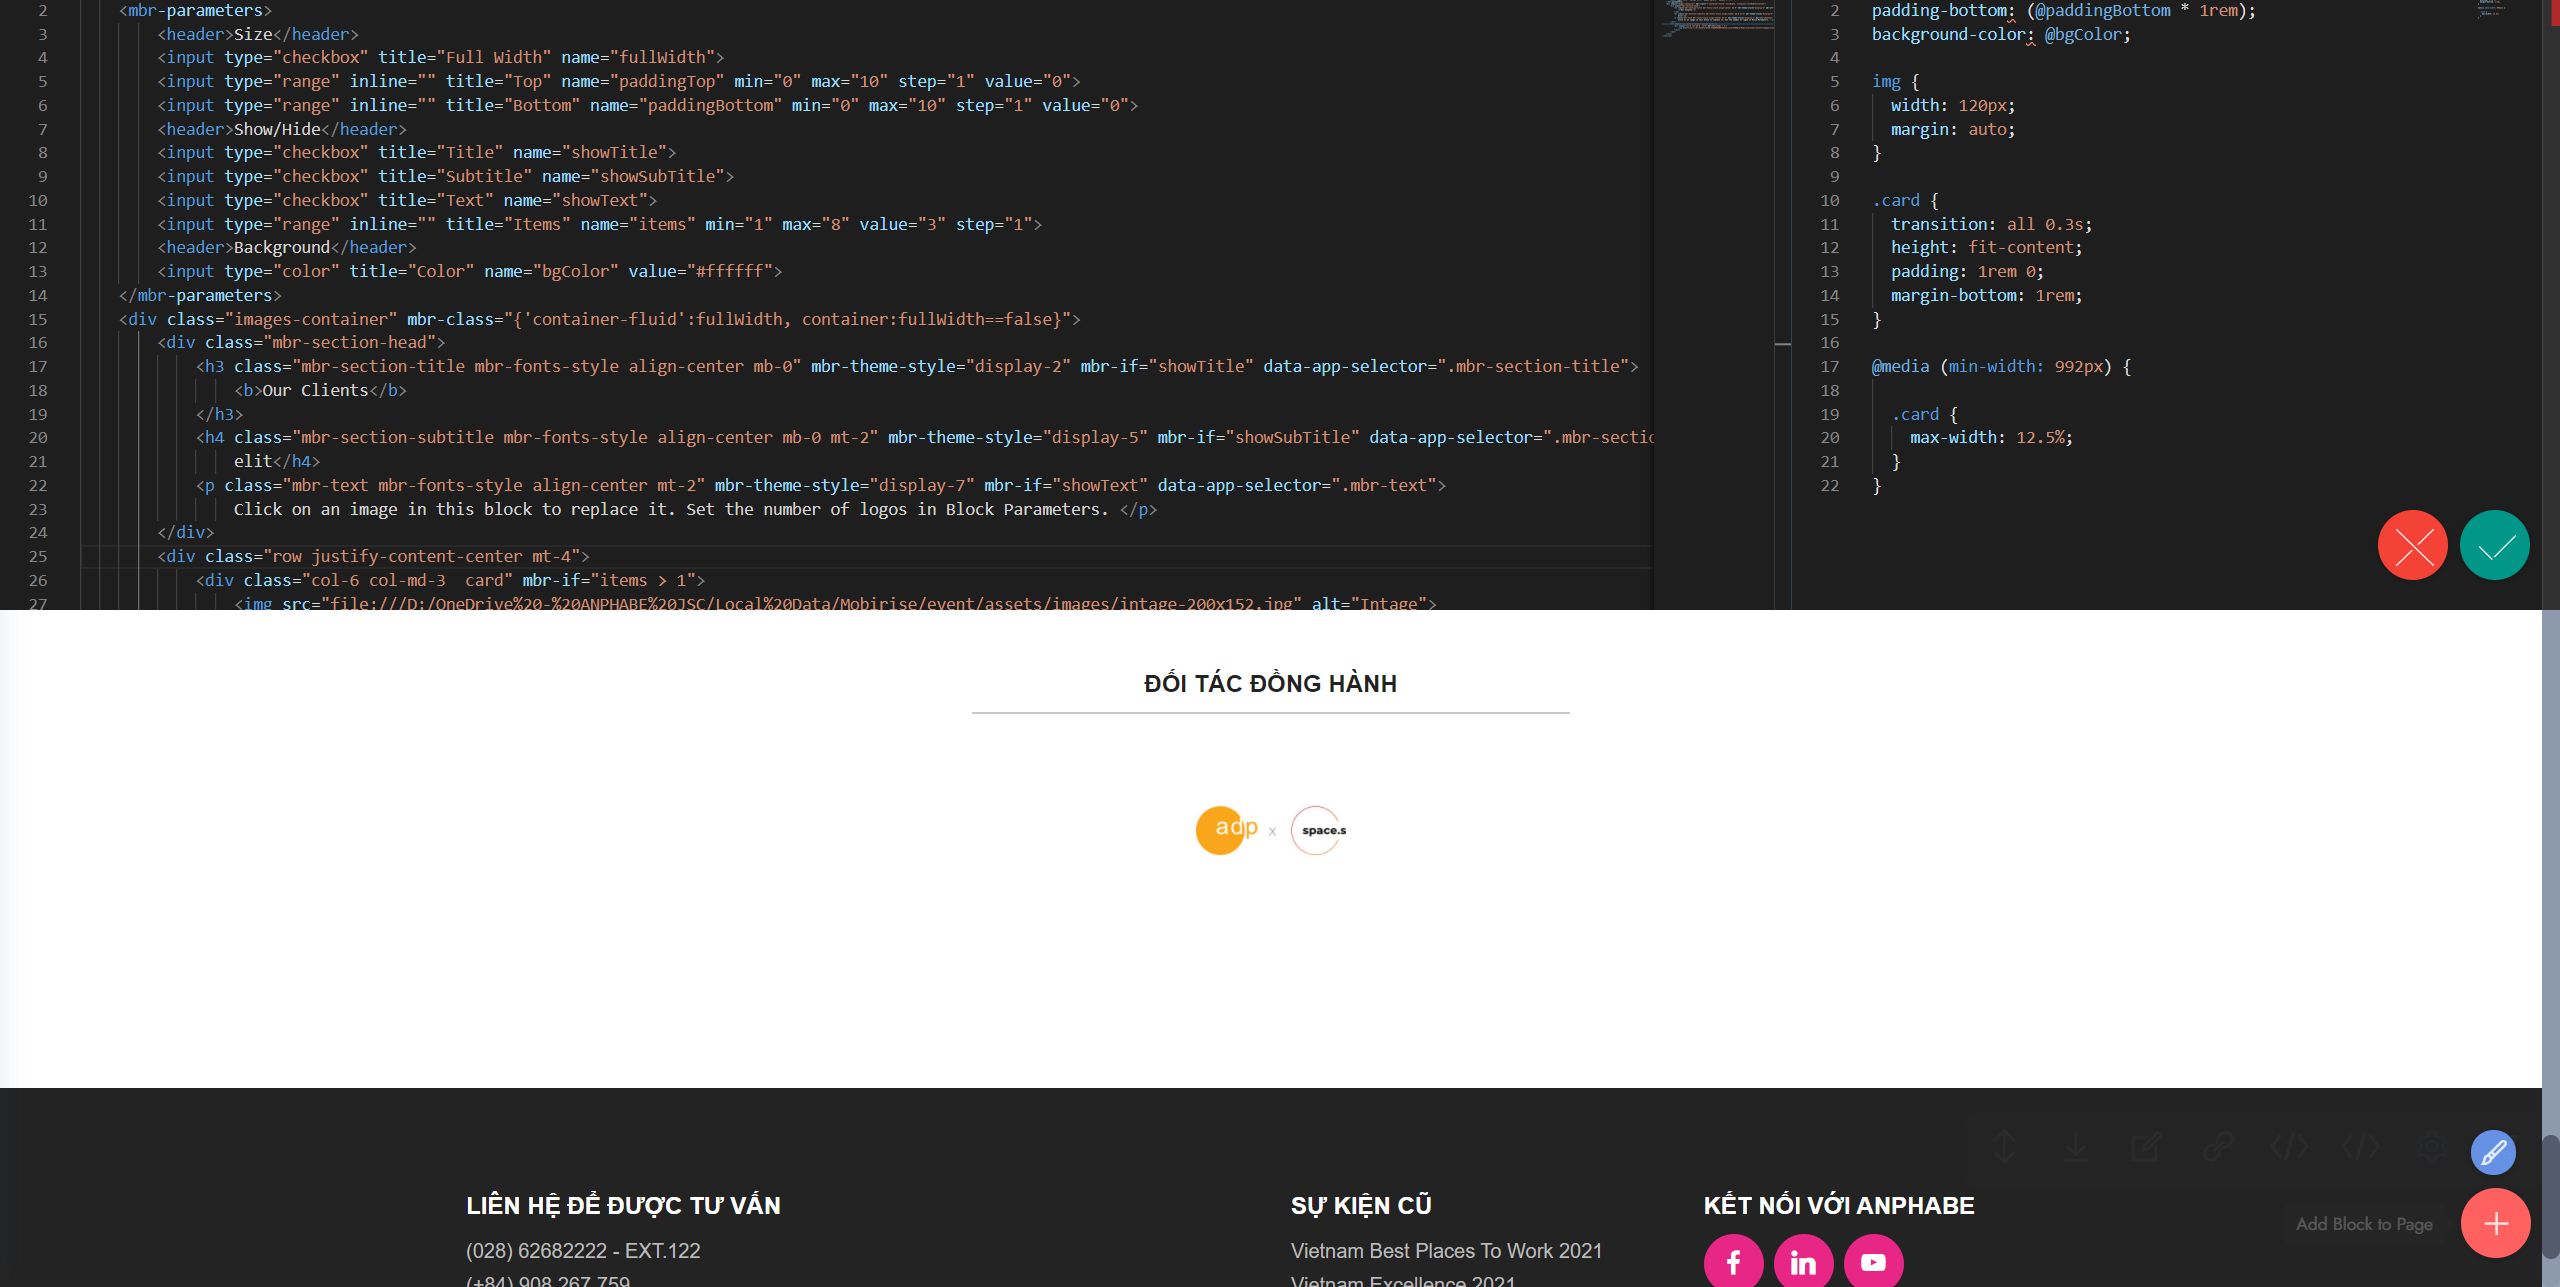 2 <mbr-parameters>
3 <header>Size</header>
4 <input type="checkbox" title="Full Width" name="fullWidth">
5 <input type="range" inline="" title="Top" name="paddingTop" min="0" max="10" step="1" value="0">
6 <input type="range" inline="" title="Bottom" name="paddingBottom" min="0" max="10" step="1" value="0">
7 <header>Show/Hide</header>
8 <input type="checkbox" title="Title" name="showTitle">
9 <input type="checkbox" title="Subtitle" name="showSubTitle">
10 <input type="checkbox" title="Text" name="showText">
11 <input type="range" inline="" title="Items" name="items" min="1" max="8" value="3" step="1">
12 <header>Background</header>
13 <input type="color" title="Color" name="bgColor" value="#ffffff">
14 </mbr-parameters>
15 <div class="images-container" mbr-class="{'container-fluid':fullWidth, container:fullWidth==false}">
16 <div class="mbr-section-head">
17 <h3 class="mbr-section-title mbr-fonts-style align-center mb-0" mbr-theme-style="display-2" mbr-if="showTitle" data-app-selector=".mbr-section-title">
18 <b>Our Clients</b>
19 </h3>
20 <h4 class="mbr-section-subtitle mbr-fonts-style align-center mb-0 mt-2" mbr-theme-style="display-5" mbr-if="showSubTitle" data-app-selector=".mbr-sectio
21 elit</h4>
22 <p class="mbr-text mbr-fonts-style align-center mt-2" mbr-theme-style="display-7" mbr-if="showText" data-app-selector=".mbr-text">
23 Click on an image in this block to replace it. Set the number of logos in Block Parameters. </p>
24 </div>
25 <div class="row justify-content-center mt-4">
26 <div class="col-6 col-md-3  card" mbr-if="items > 1">
27 <img src="file:///D:/OneDrive%20-%20ANPHABE%20JSC/Local%20Data/Mobirise/event/assets/images/intage-200x152.jpg" alt="Intage">
2 padding-bottom: (@paddingBottom * 1rem);
3 background-color: @bgColor;
4
5 img {
6 width: 120px;
7 margin: auto;
8 }
9
10 .card {
11 transition: all 0.3s;
12 height: fit-content;
13 padding: 1rem 0;
14 margin-bottom: 1rem;
15 }
16
17 @media (min-width: 992px) {
18
19 .card {
20 max-width: 12.5%;
21 }
22 }
ĐỐI TÁC ĐỒNG HÀNH
adp x space.s
LIÊN HỆ ĐỂ ĐƯỢC TƯ VẤN
(028) 62682222 - EXT.122
(+84) 908 267 759
SỰ KIỆN CŨ
Vietnam Best Places To Work 2021
Vietnam Excellence 2021
KẾT NỐI VỚI ANPHABE
Add Block to Page